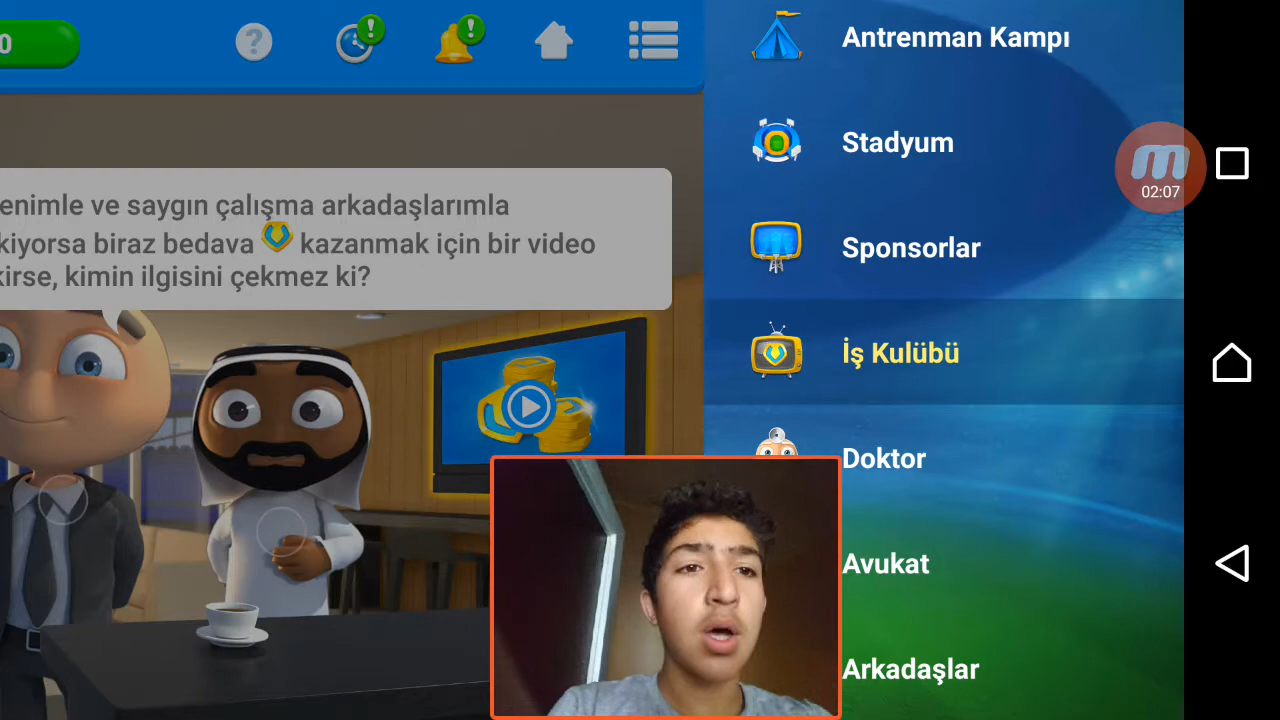 0
enimle ve saygın çalışma arkadaşlarımla
kiyorsa biraz bedava kazanmak için bir video
kirse, kimin ilgisini çekmez ki?
Antrenman Kampı
Stadyum
Sponsorlar
İş Kulübü
Doktor
Avukat
Arkadaşlar
02:07